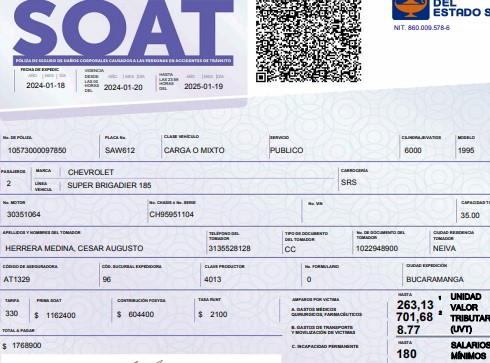 SOAT
DEL
ESTADO S
NIT. 860.009.578-6
PÓLIZA DE SEGURO DE DAÑOS CORPORALES CAUSADOS A LAS PERSONAS EN ACCIDENTES DE TRÁNSITO
FECHA DE EXPEDIC
VIGENCIA
AÑO MES DÍA
DESDE LAS 00 HORAS DEL
AÑO MES DÍA
HASTA LAS 23:59 HORAS DEL
AÑO MES DÍA
2024-01-18
2024-01-20
2025-01-19
No. DE PÓLIZA
PLACA No.
CLASE VEHÍCULO
SERVICIO
CILINDRAJE/VATIOS
MODELO
10573000097850
SAW612
CARGA O MIXTO
PUBLICO
6000
1995
PASAJEROS
MARCA
CHEVROLET
CARROCERÍA
2
LÍNEA VEHICUL
SUPER BRIGADIER 185
SRS
No. MOTOR
No. CHASIS o No. SERIE
No. VIN
CAPACIDAD T
30351064
CH95951104
35.00
APELLIDOS Y NOMBRES DEL TOMADOR
TELÉFONO DEL TOMADOR
TIPO DE DOCUMENTO DEL TOMADOR
No. DE DOCUMENTO DEL TOMADOR
CIUDAD RESIDENCIA TOMADOR
HERRERA MEDINA, CESAR AUGUSTO
3135528128
CC
1022948900
NEIVA
CÓDIGO DE ASEGURADORA
CÓD. SUCURSAL EXPEDIDORA
CLAVE PRODUCTOR
No. FORMULARIO
CIUDAD EXPEDICIÓN
AT1329
96
4013
0
BUCARAMANGA
TARIFA
PRIMA SOAT
CONTRIBUCIÓN FOSYGA
TASA RUNT
AMPAROS POR VICTIMA
HASTA
330
$ 1162400
$ 604400
$ 2100
A. GASTOS MÉDICOS QUIRURGICOS, FARMACÉUTICOS
263,13
701,68
8.77
1
2
UNIDAD
VALOR
TRIBUTAR
(UVT)
B. GASTOS DE TRANSPORTE Y MOVILIZACIÓN DE VICTIMAS
TOTAL A PAGAR
$ 1768900
C. INCAPACIDAD PERMANENTE
HASTA
180
SALARIOS
MÍNIMOS